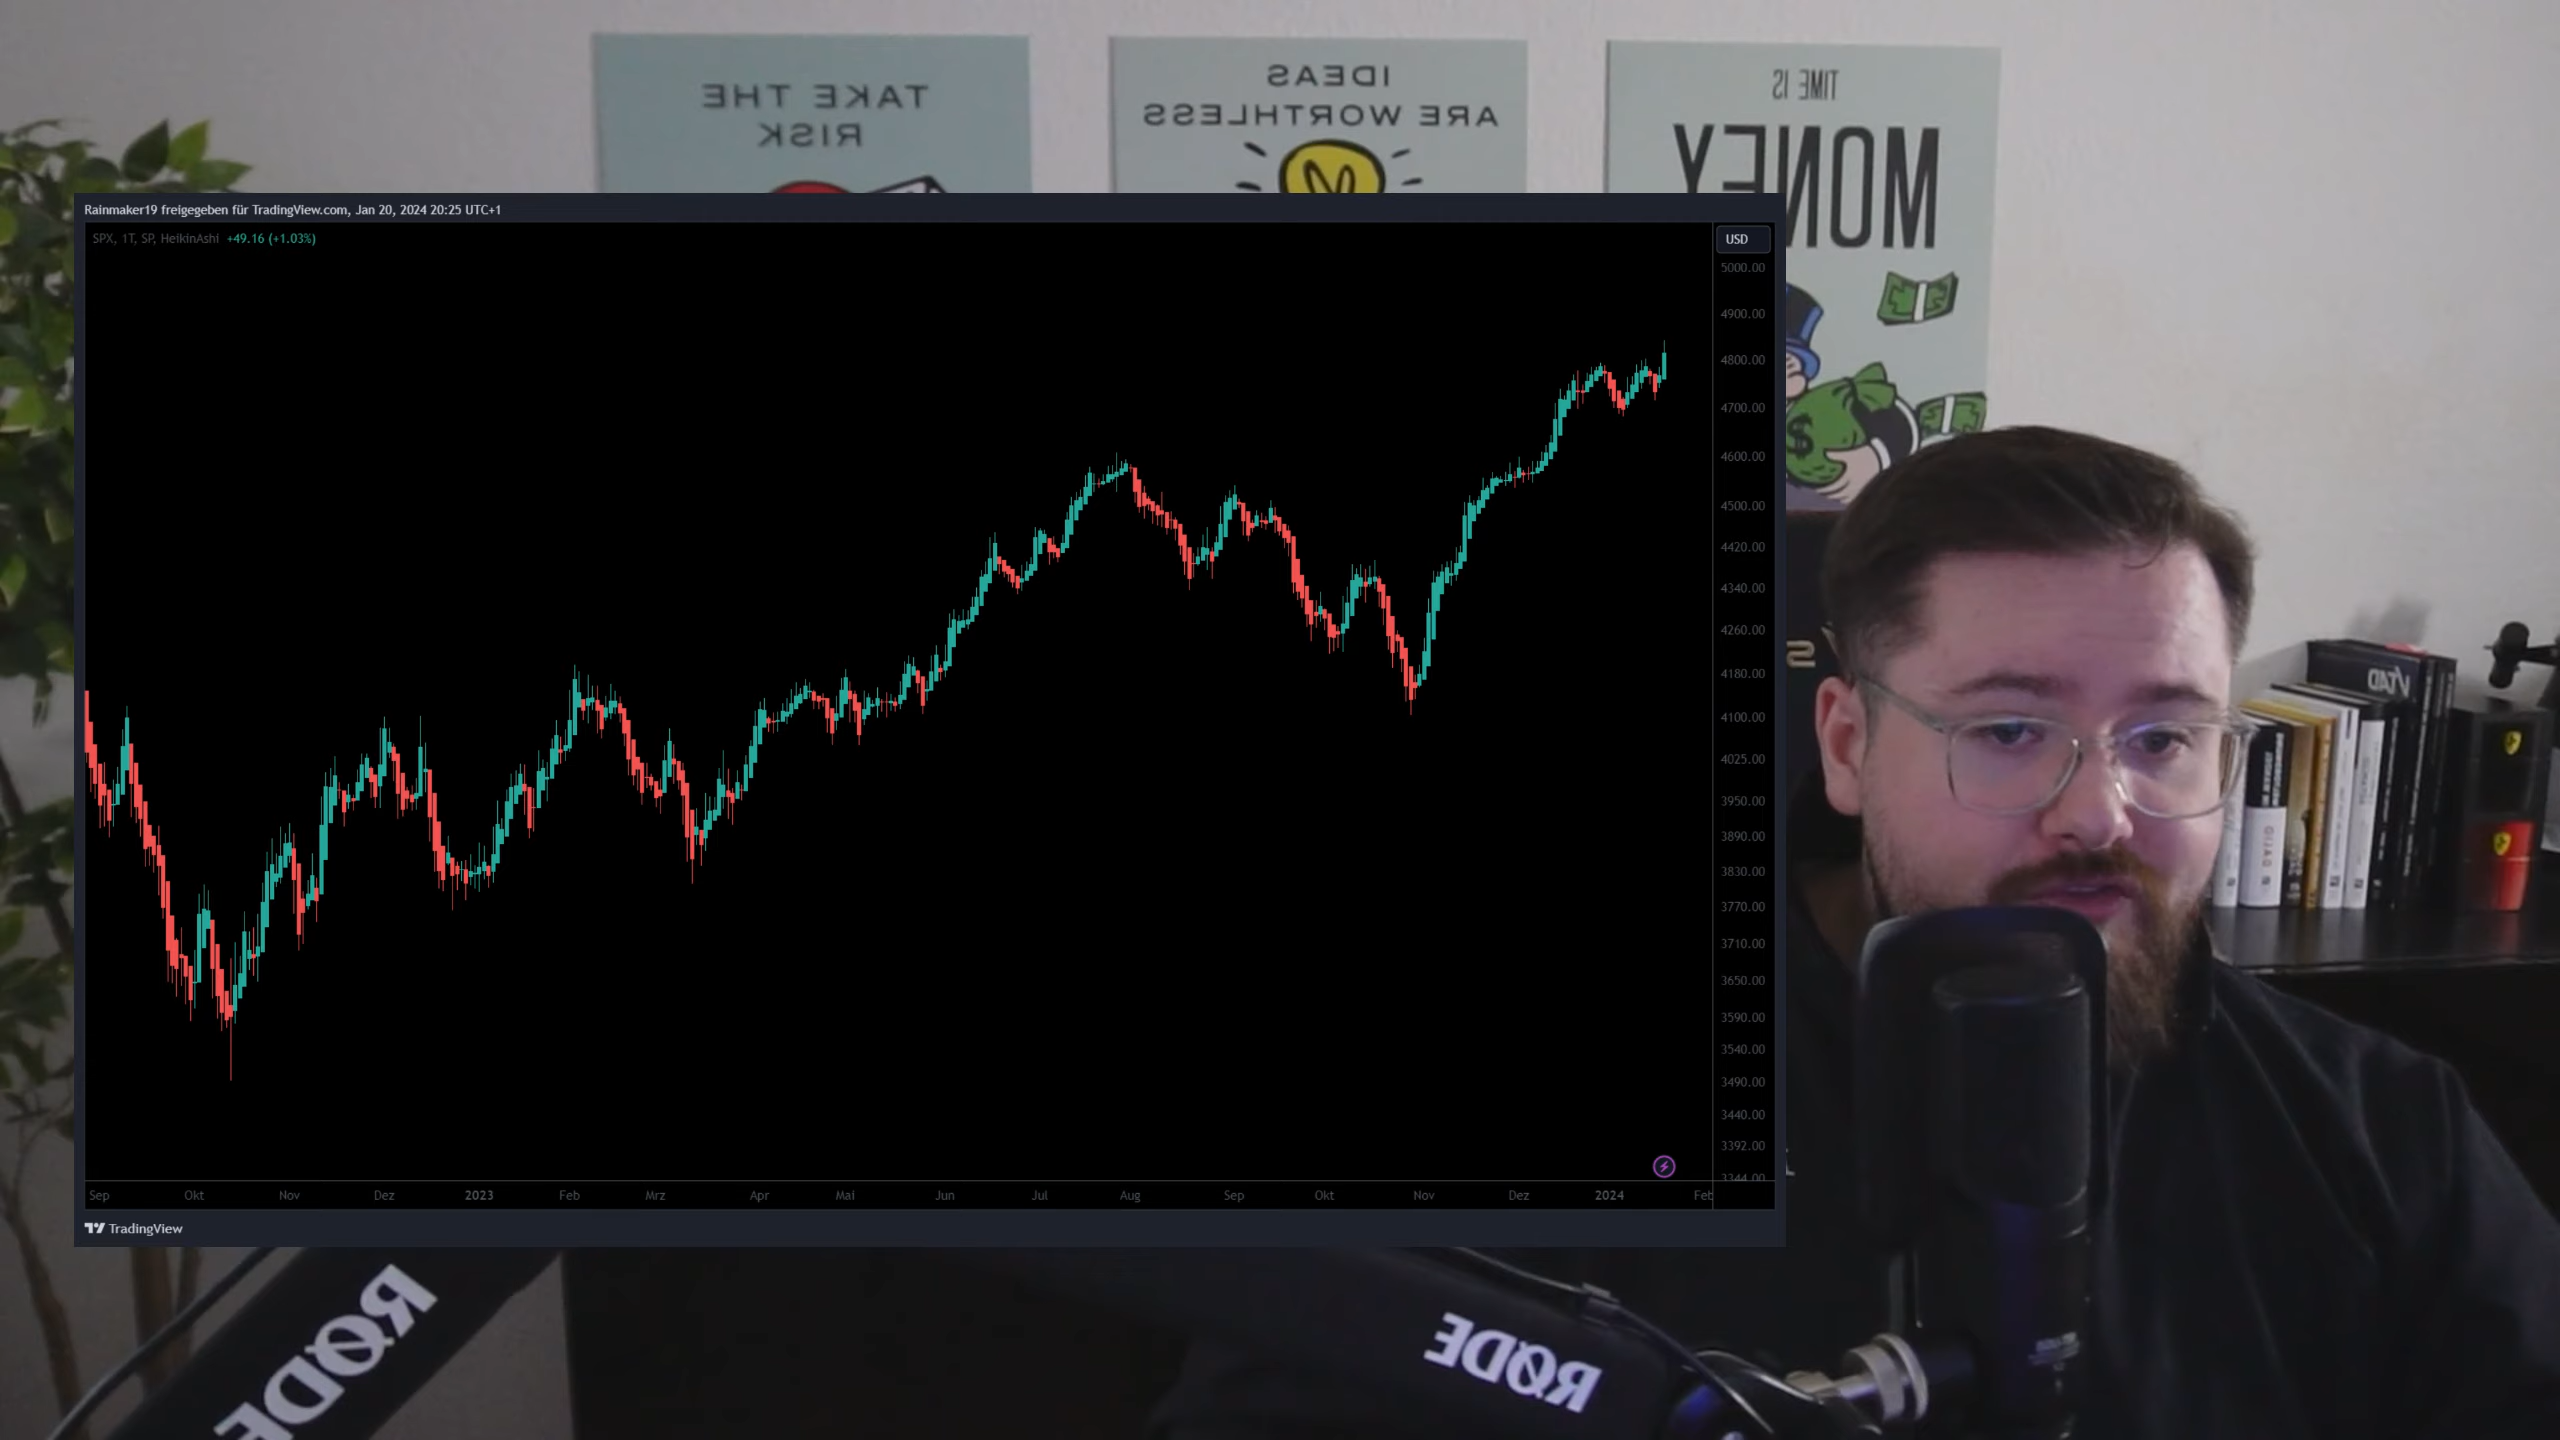 TAKE THE
RISK
IDEAS
ARE WORTHLESS
TIME IS
MONEY
Rainmaker19 freigegeben für TradingView.com, Jan 20, 2024 20:25 UTC+1
SPX, 1T, SP, HeikinAshi +49.16 (+1.03%)
USD
5000.00
4900.00
4800.00
4700.00
4600.00
4500.00
4420.00
4340.00
4260.00
4180.00
4100.00
4025.00
3950.00
3890.00
3830.00
3770.00
3710.00
3650.00
3590.00
3540.00
3490.00
3440.00
3392.00
3344.00
Sep Okt Nov Dez 2023 Feb Mrz Apr Mai Jun Jul Aug Sep Okt Nov Dez 2024 Feb
TradingView
RØDE
RØDE